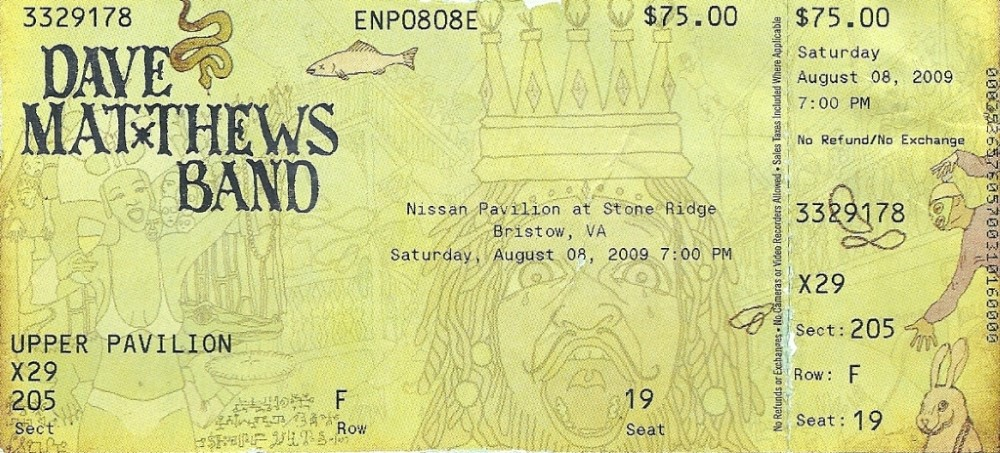 3329178
ENP0808E
$75.00
DAVE
MATTHEWS
BAND
Nissan Pavilion at Stone Ridge
Bristow, VA
Saturday, August 08, 2009 7:00 PM
UPPER PAVILION
X29
205
F
19
Sect
Row
Seat
No Refunds or Exchanges • No Cameras or Video Recorders Allowed • Sales Taxes Included Where Applicable
$75.00
Saturday
August 08, 2009
7:00 PM
No Refund/No Exchange
3329178
X29
Sect: 205
Row: F
Seat: 19